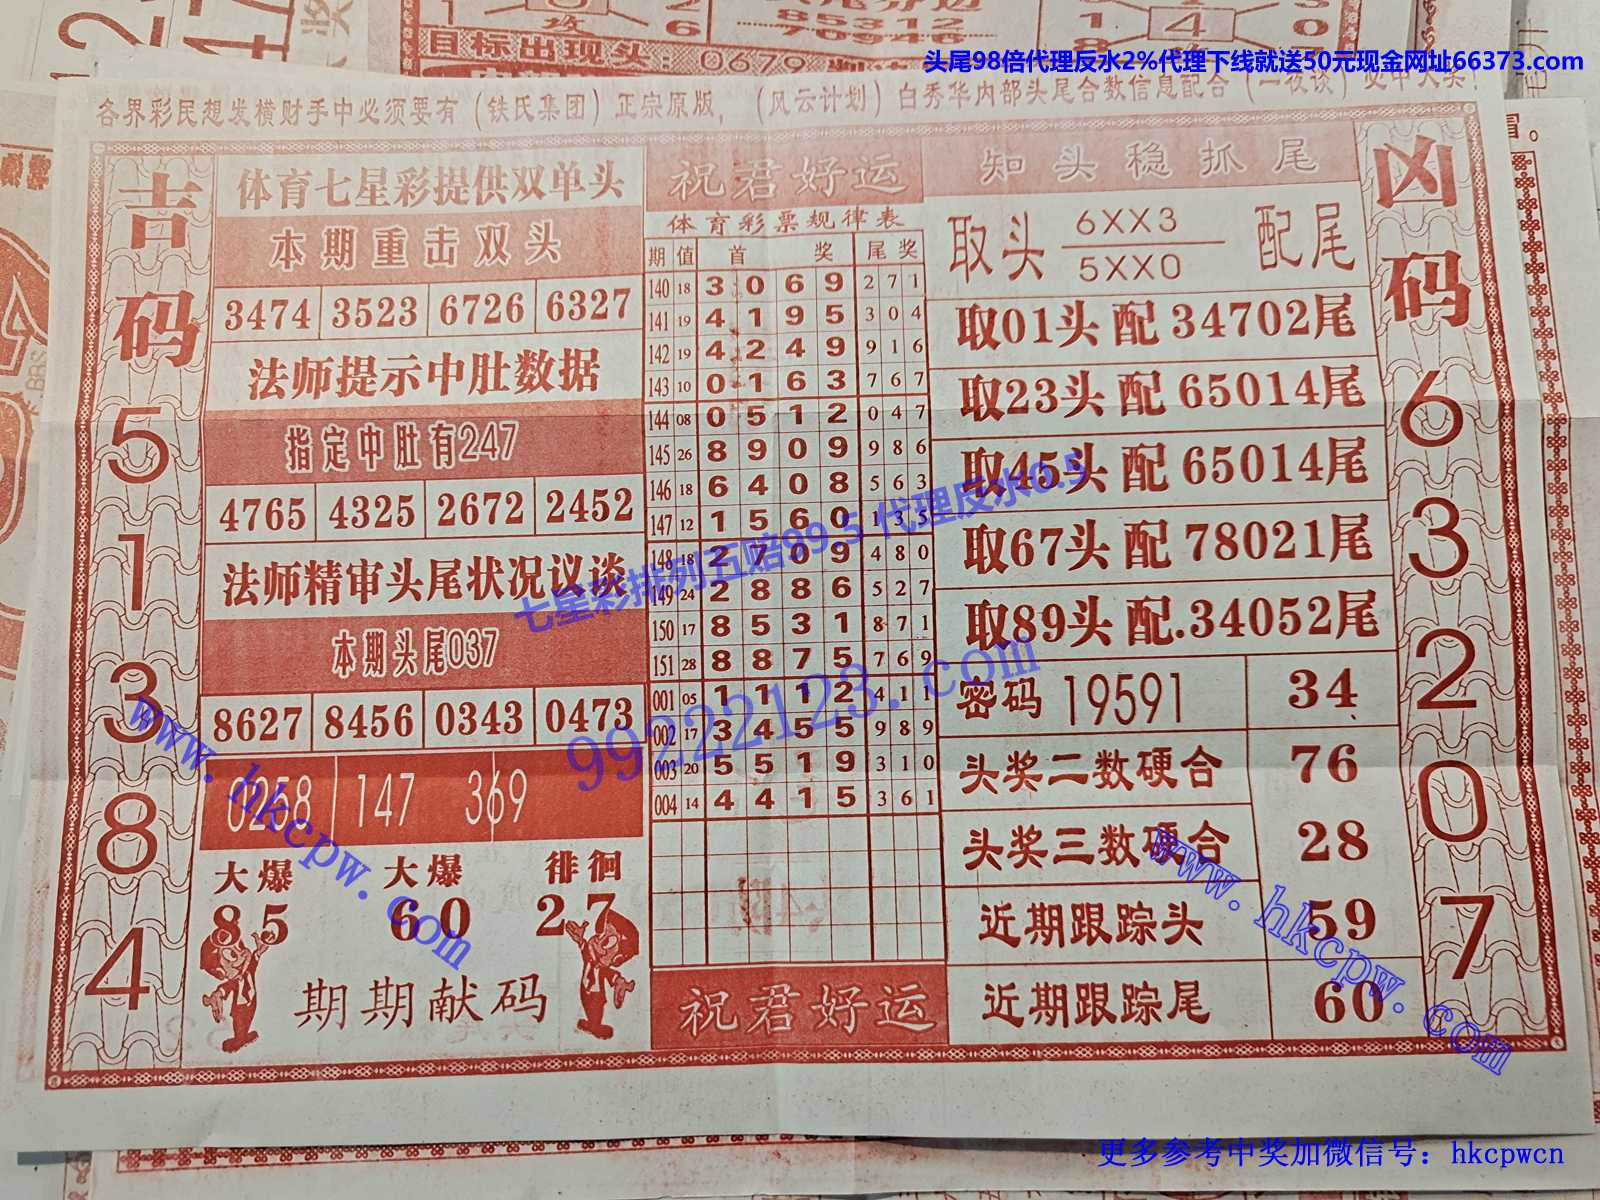 目标出现头：0679
头尾98倍代理反水2%代理下线就送50元现金网址66373.com
各界彩民想发横财手中必须要有（铁氏集团）正宗原版，（风云计划）白秀华内部头尾合数信息配合（一夜谈）必中大奖！
吉码
5
1
3
8
4
体育七星彩提供双单头
本期重击双头
3474 3523 6726 6327
法师提示中肚数据
指定中肚有247
4765 4325 2672 2452
法师精审头尾状况议谈
本期头尾037
8627 8456 0343 0473
0268 147 369
大爆 大爆 徘徊
85 60 27
期期献码
祝君好运
体育彩票规律表
期 值 首 奖 尾 奖
140 18 3 0 6 9 2 7 1
141 19 4 1 9 5 3 0 4
142 19 4 2 4 9 9 1 6
143 10 0 1 6 3 7 6 7
144 08 0 5 1 2 0 4 7
145 26 8 9 0 9 9 8 6
146 18 6 4 0 8 5 6 3
147 12 1 5 6 0 1 3 5
148 18 2 7 0 9 4 8 0
149 24 2 8 8 6 5 2 7
150 17 8 5 3 1 8 7 1
151 28 8 8 7 5 7 6 9
001 05 1 1 1 2 4 1 1
002 17 3 4 5 5 9 8 9
003 20 5 5 1 9 3 1 0
004 14 4 4 1 5 3 6 1
祝君好运
知头稳抓尾
取头 6XX3 配尾
5XX0
取01头 配 34702尾
取23头 配 65014尾
取45头 配 65014尾
取67头 配 78021尾
取89头 配.34052尾
密码 19591 34
头奖二数硬合 76
头奖三数硬合 28
近期跟踪头 59
近期跟踪尾 60
凶码
6
3
2
0
7
七星彩排列五赔99.5 代理反水0.5
99222123.com
www.hkcpw.com
www.hkcpw.com
更多参考中奖加微信号：hkcpwcn